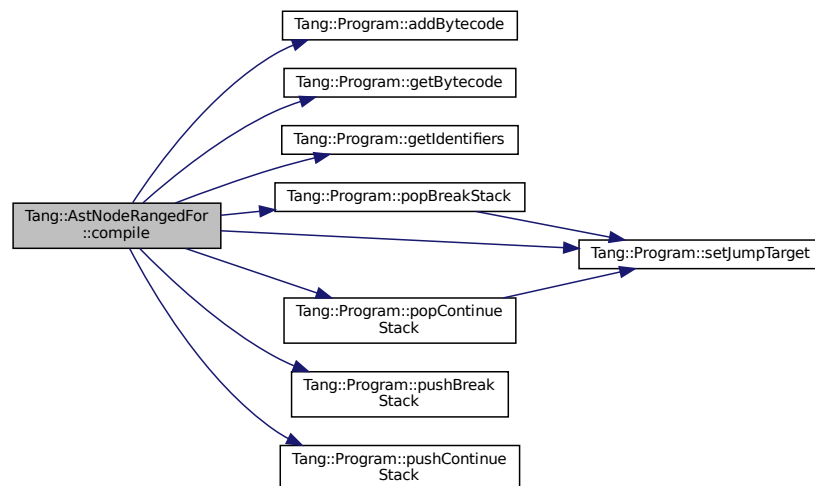 Tang::Program::addBytecode
Tang::Program::getBytecode
Tang::Program::getIdentifiers
Tang::Program::popBreakStack
Tang::AstNodeRangedFor
::compile
Tang::Program::setJumpTarget
Tang::Program::popContinue
Stack
Tang::Program::pushBreak
Stack
Tang::Program::pushContinue
Stack